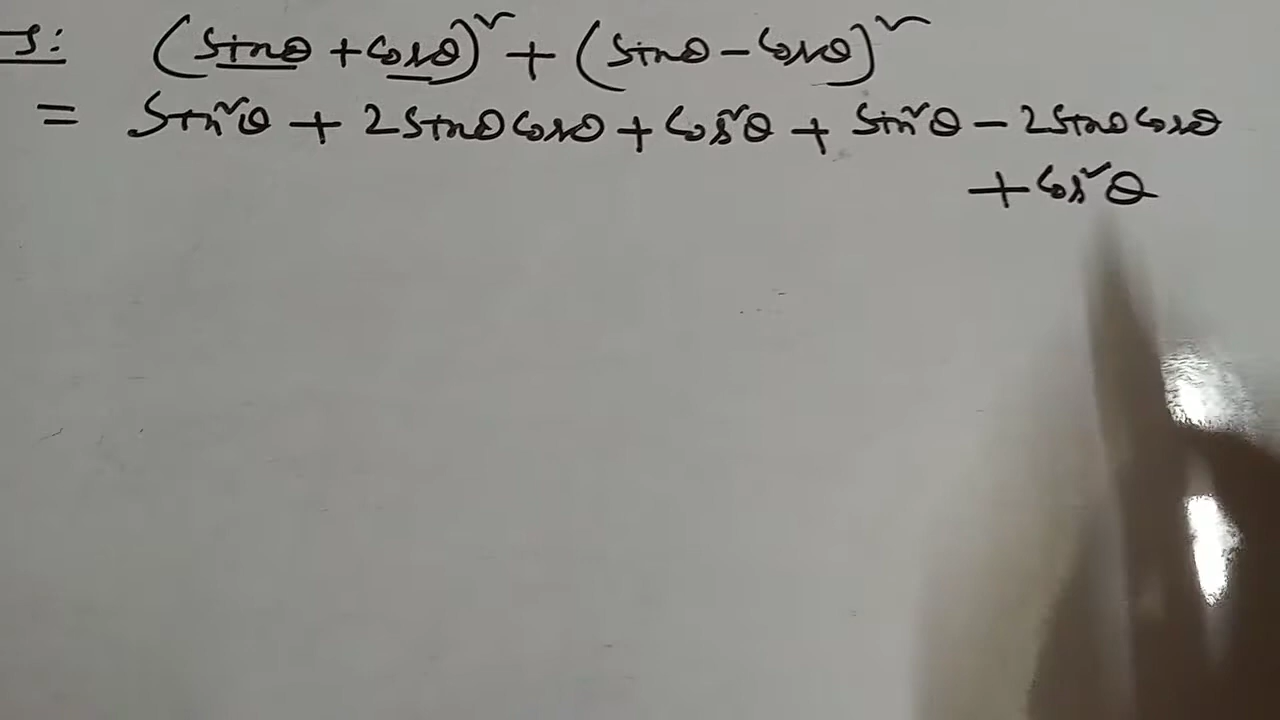 S: (sinθ + cosθ)² + (sinθ - cosθ)²
= sin²θ + 2sinθcosθ + cos²θ + sin²θ - 2sinθcosθ
+ cos²θ